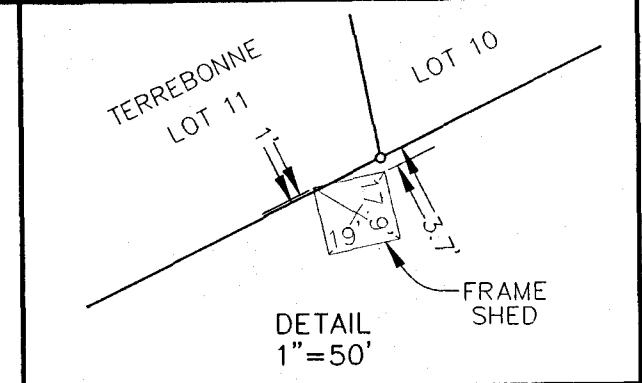 TERREBONNE
LOT 11
LOT 10
1'
17.9'
19'
3.7'
FRAME
SHED
DETAIL
1"=50'